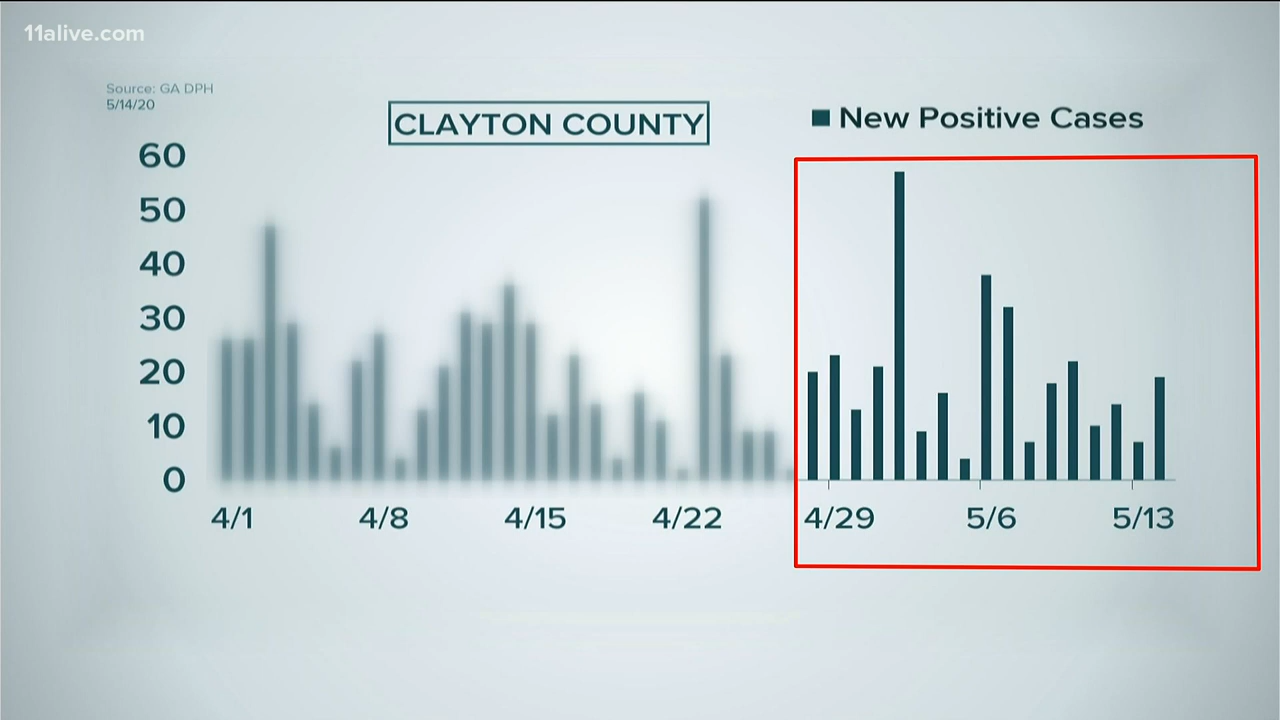 11alive.com
Source: GA DPH
5/14/20
CLAYTON COUNTY
New Positive Cases
60
50
40
30
20
10
0
4/1 4/8 4/15 4/22 4/29 5/6 5/13